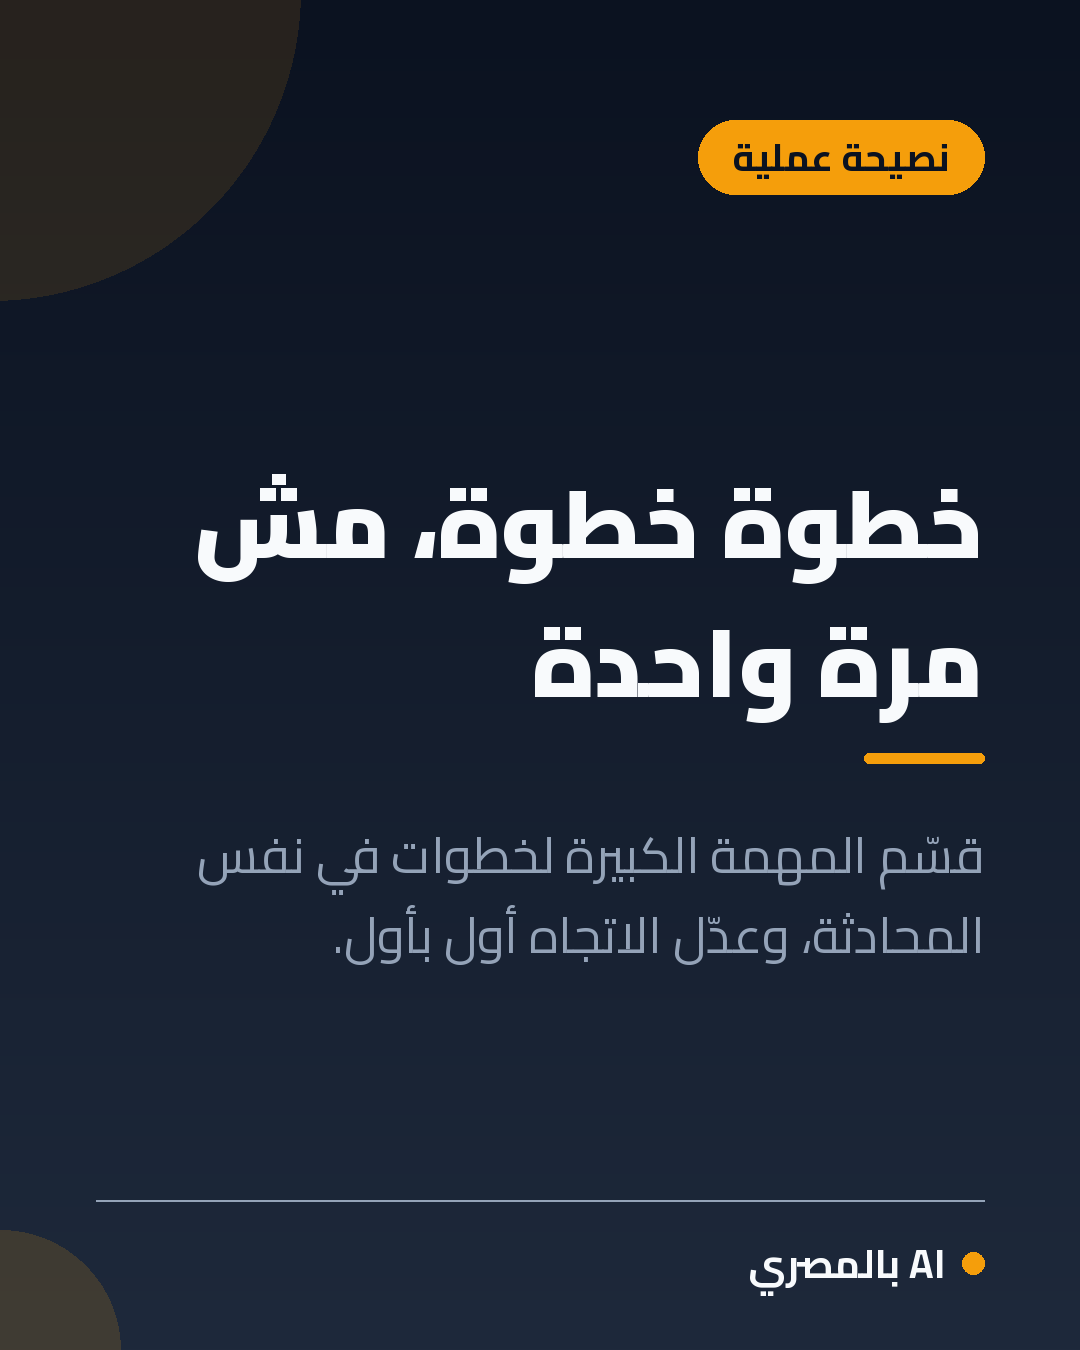 نصيحة عملية
خطوة خطوة، مش
مرة واحدة
قسّم المهمة الكبيرة لخطوات في نفس
المحادثة، وعدّل الاتجاه أول بأول.
AI بالمصري